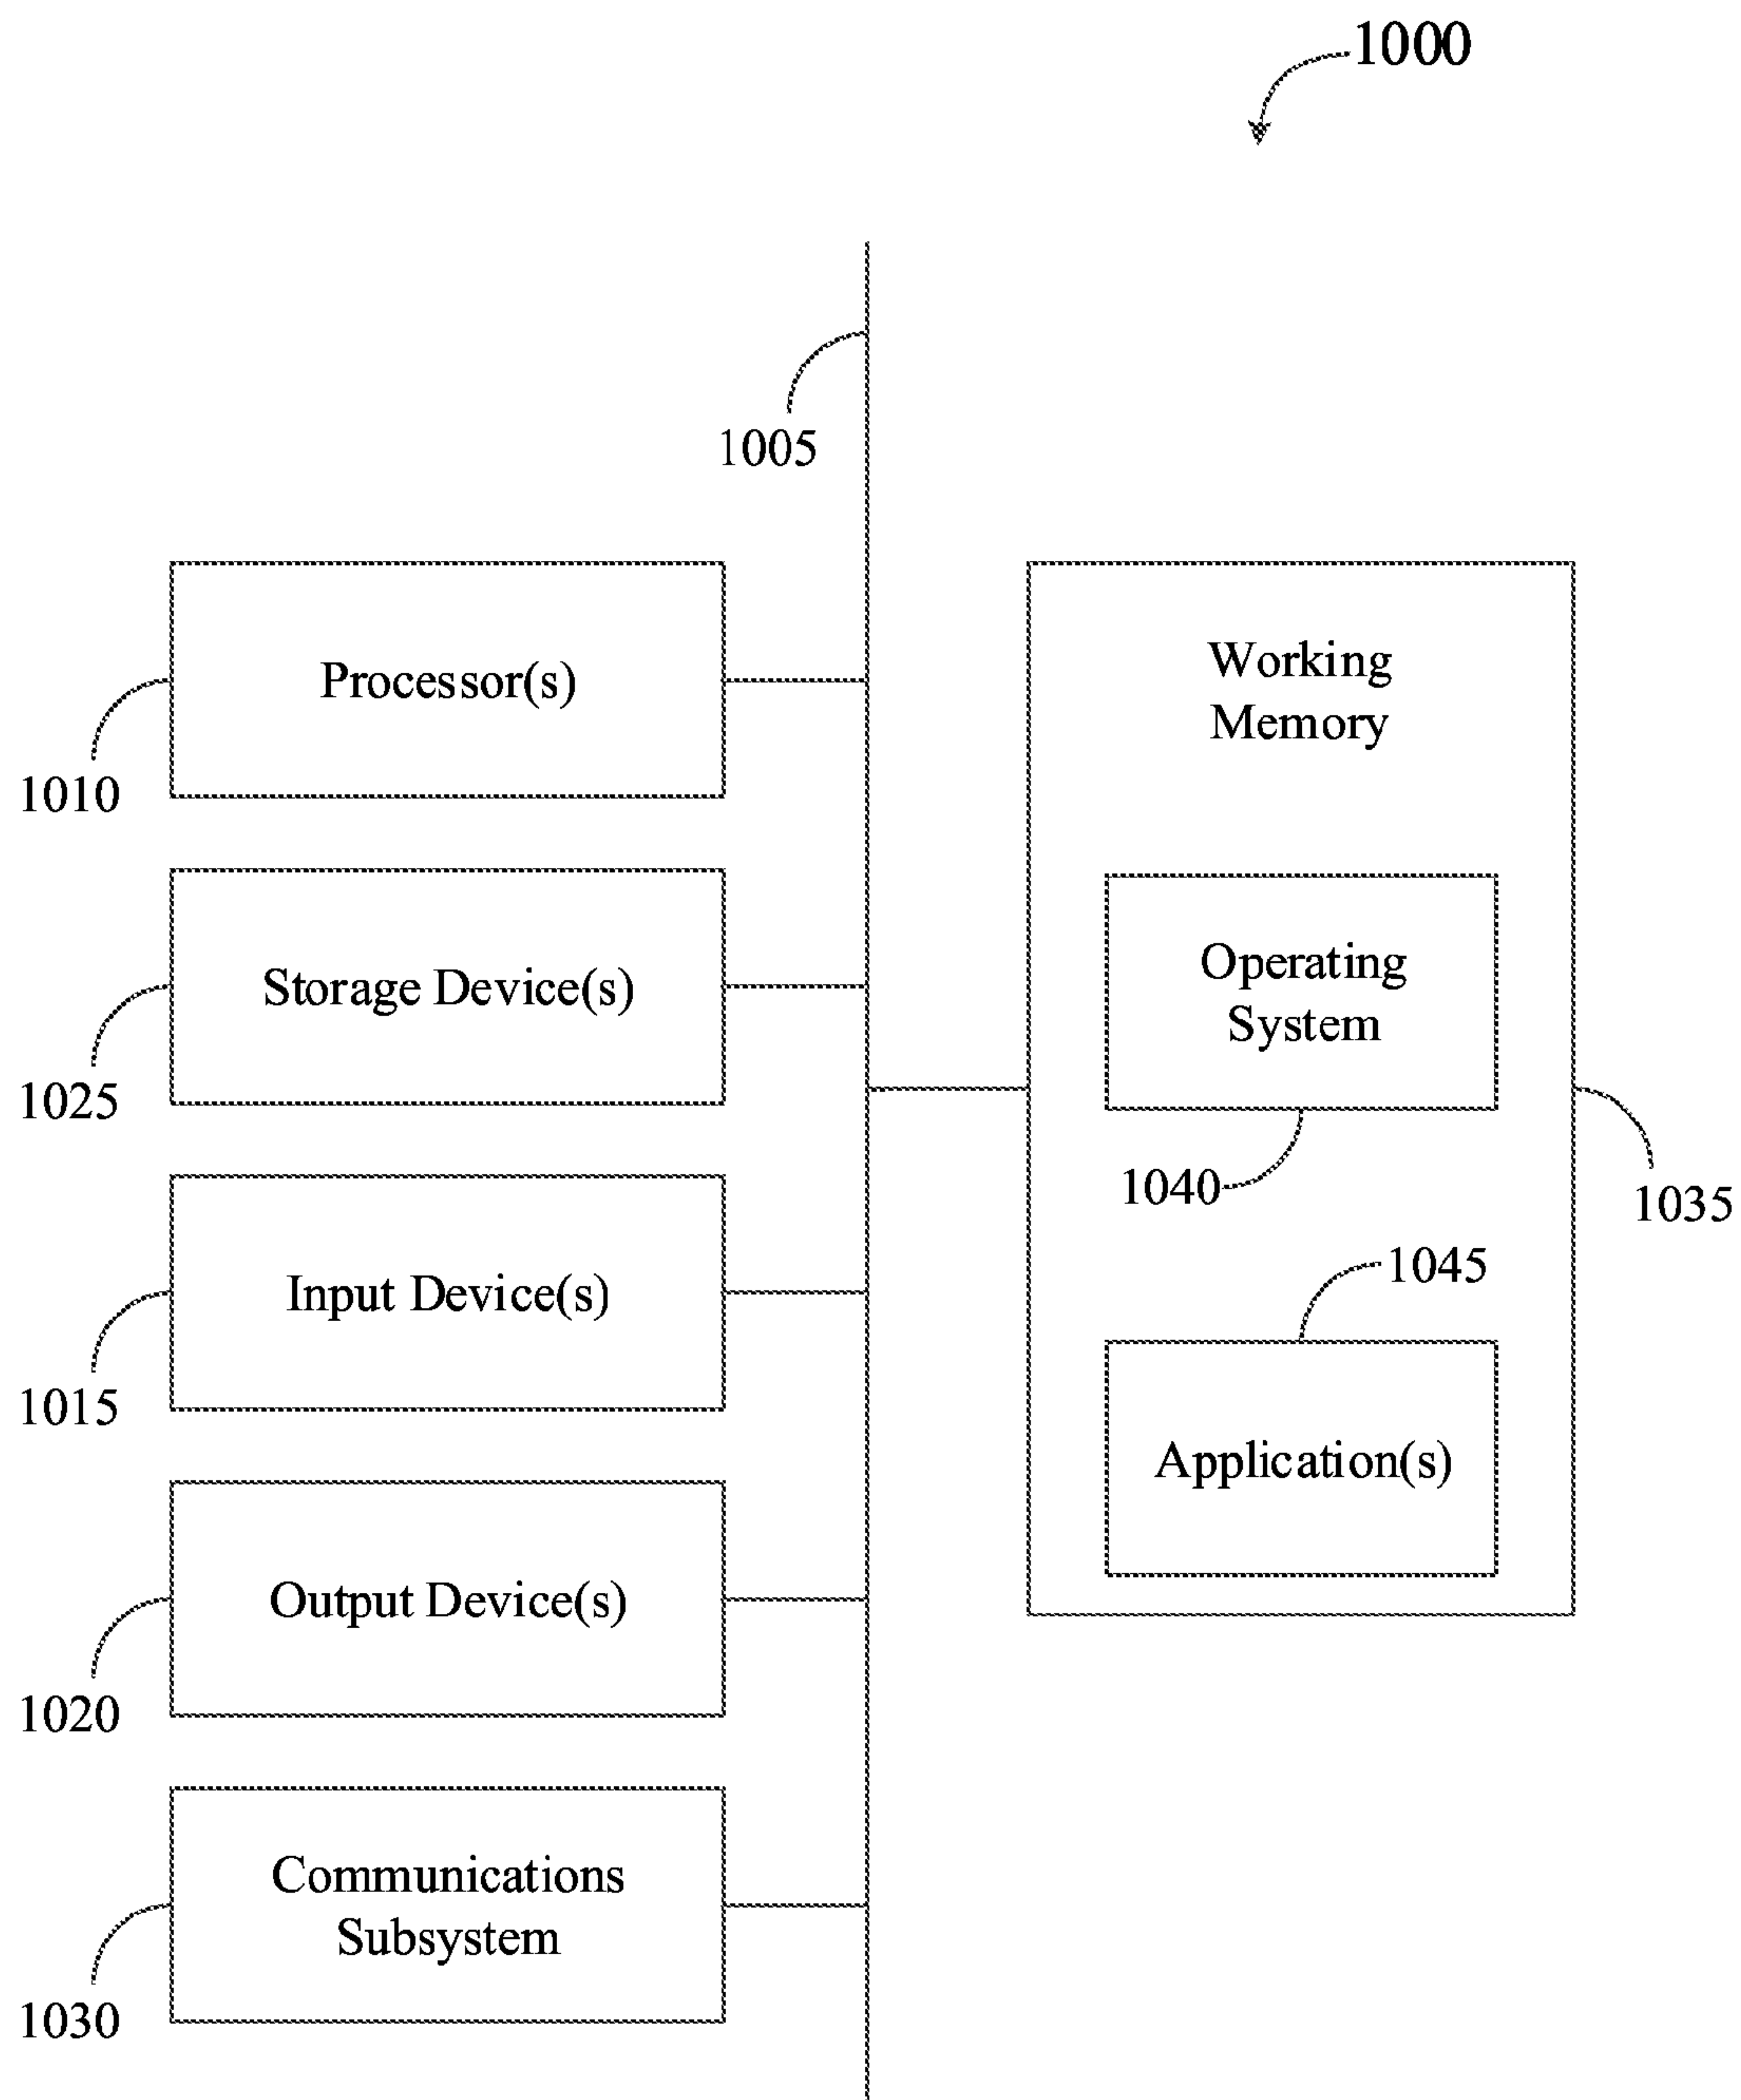 1000
1005
Processor(s)
1010
Storage Device(s)
1025
Input Device(s)
1015
Output Device(s)
1020
Communications
Subsystem
1030
Working
Memory
Operating
System
1040
1035
1045
Application(s)